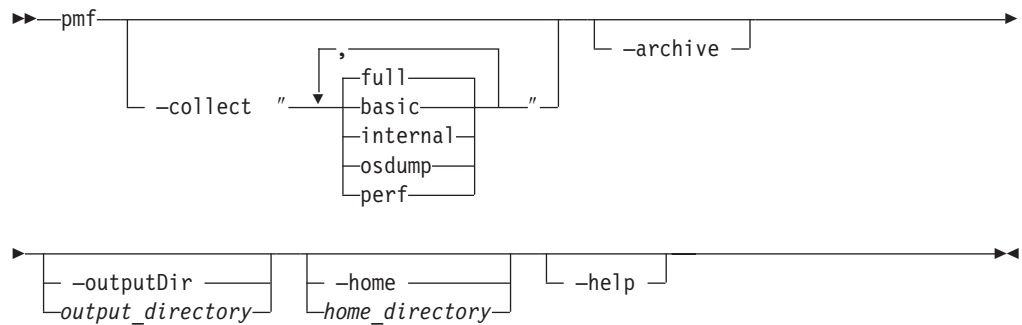 pmf
–archive
,
full
–collect " basic "
internal
osdump
perf
–outputDir –home –help
output_directory home_directory